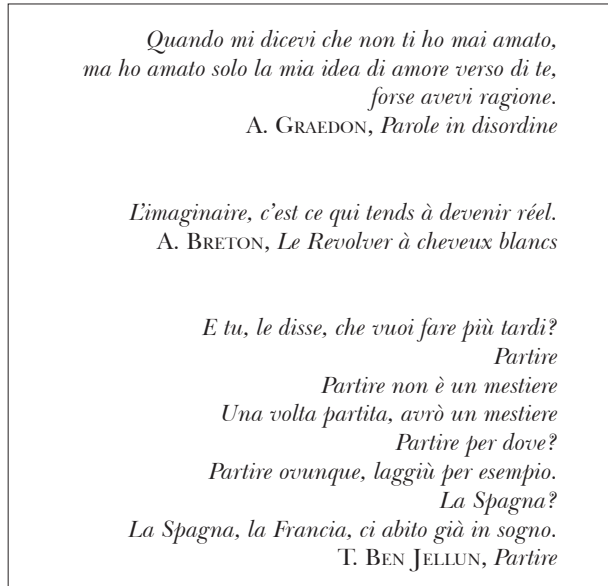 Quando mi dicevi che non ti ho mai amato,
ma ho amato solo la mia idea di amore verso di te,
forse avevi ragione.
A. GRAEDON, Parole in disordine
L'imaginaire, c'est ce qui tends à devenir réel.
A. BRETON, Le Revolver à cheveux blancs
E tu, le disse, che vuoi fare più tardi?
Partire
Partire non è un mestiere
Una volta partita, avrò un mestiere
Partire per dove?
Partire ovunque, laggiù per esempio.
La Spagna?
La Spagna, la Francia, ci abito già in sogno.
T. BEN JELLUN, Partire